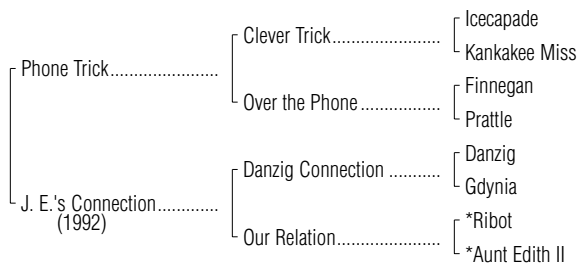 Icecapade
Clever Trick
Kankakee Miss
Phone Trick
Finnegan
Over the Phone
Prattle
Danzig
Danzig Connection
Gdynia
J. E.'s Connection
(1992)
*Ribot
Our Relation
*Aunt Edith II